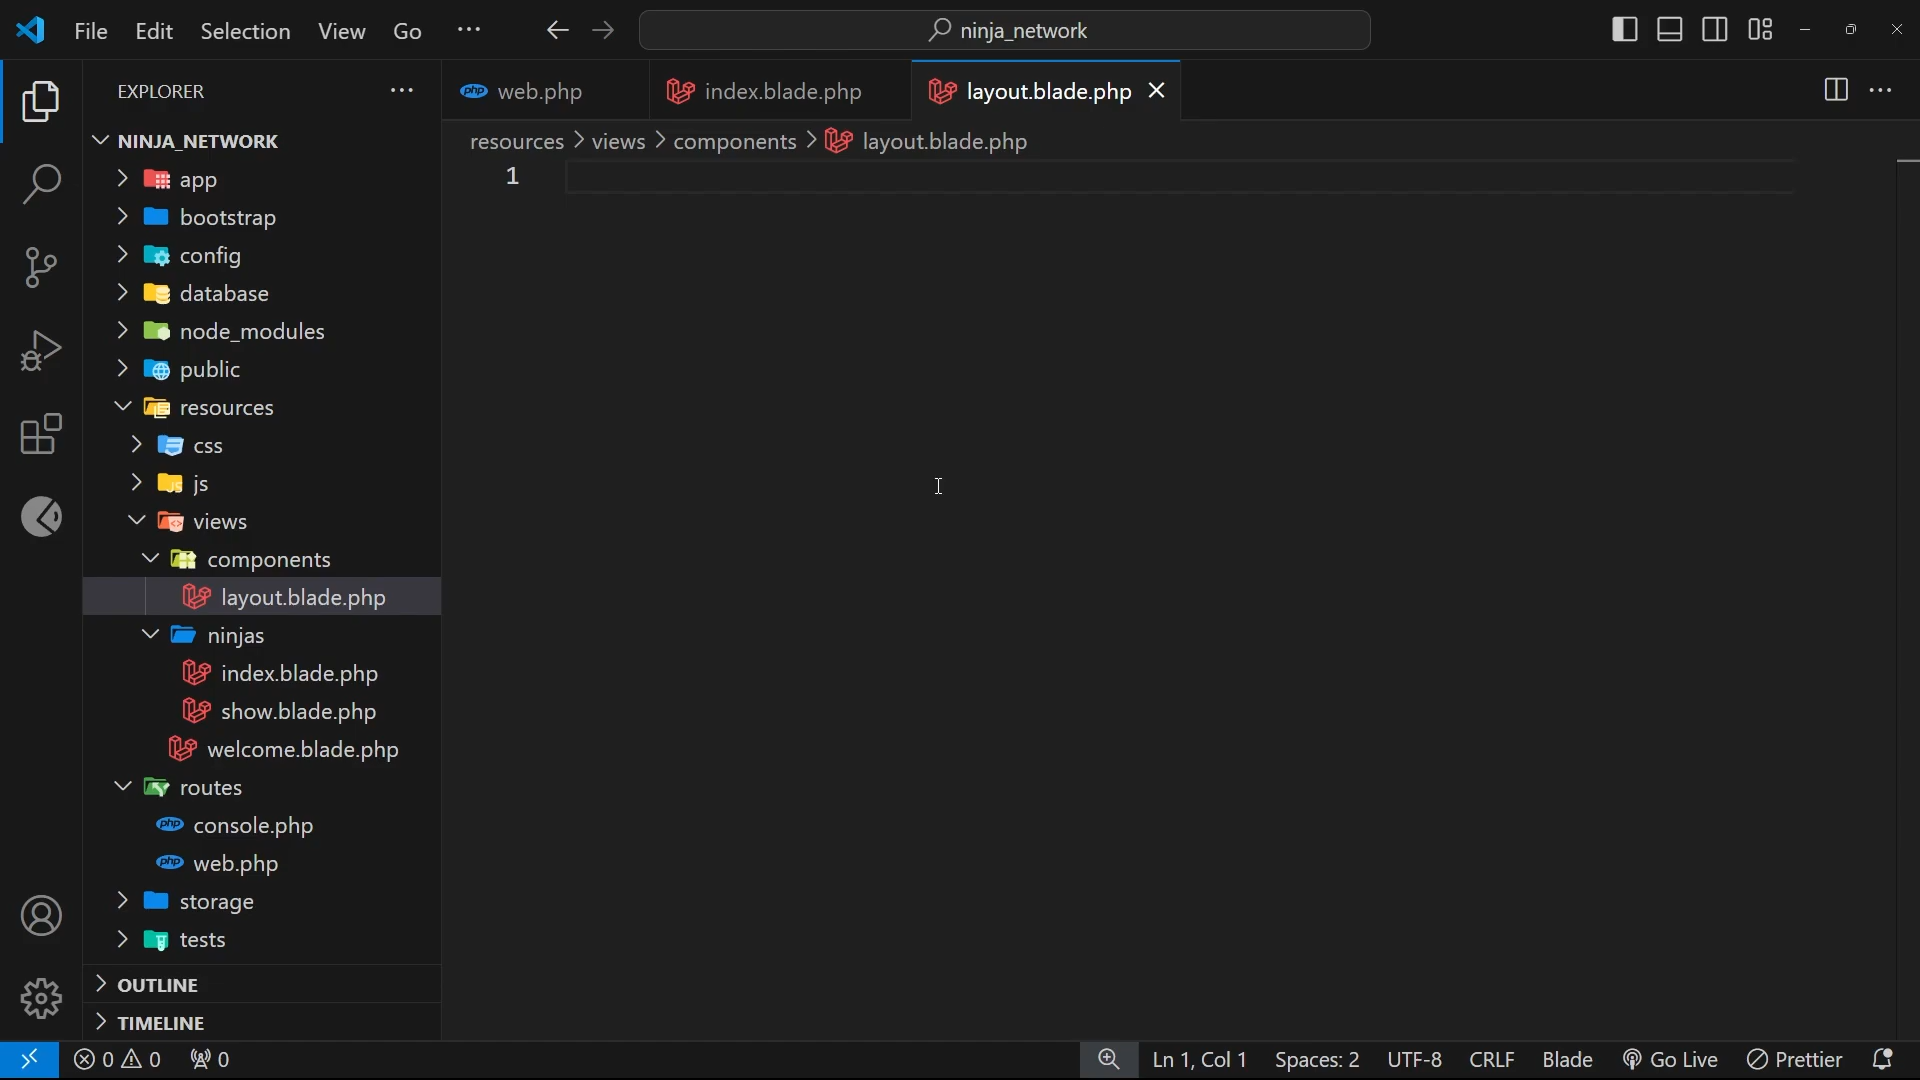 File Edit Selection View Go ··· ninja_network
EXPLORER ···
NINJA_NETWORK
app
bootstrap
config
database
node_modules
public
resources
css
js
views
components
layout.blade.php
ninjas
index.blade.php
show.blade.php
welcome.blade.php
routes
console.php
web.php
storage
tests
OUTLINE
TIMELINE
web.php index.blade.php layout.blade.php
resources > views > components > layout.blade.php
1
0 0 0 Ln 1, Col 1 Spaces: 2 UTF-8 CRLF Blade Go Live Prettier